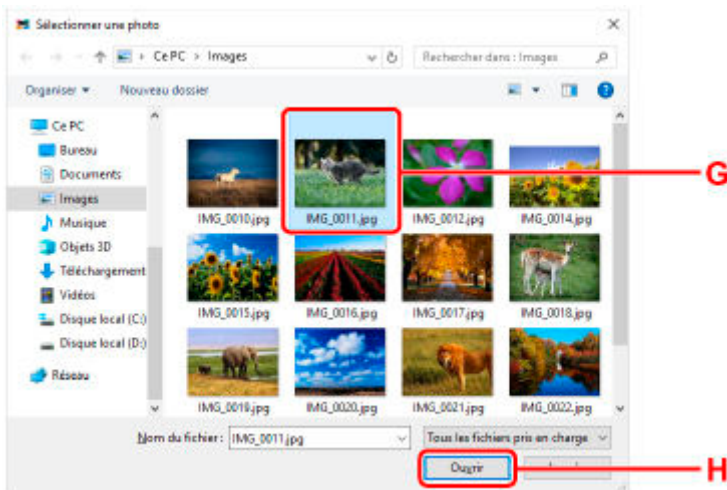 Sélectionner une photo
Ce PC > Images
Rechercher dans : Images
Organiser
Nouveau dossier
Ce PC
Bureau
Documents
Images
Musique
Objets 3D
Téléchargement
Vidéos
Disque local (C:)
Disque local (D:)
Réseau
IMG_0010.jpg
IMG_0011.jpg
IMG_0012.jpg
IMG_0014.jpg
IMG_0015.jpg
IMG_0016.jpg
IMG_0017.jpg
IMG_0018.jpg
IMG_0019.jpg
IMG_0020.jpg
IMG_0021.jpg
IMG_0022.jpg
G
Nom du fichier : IMG_0011.jpg
Tous les fichiers pris en charge
Ouvrir
H